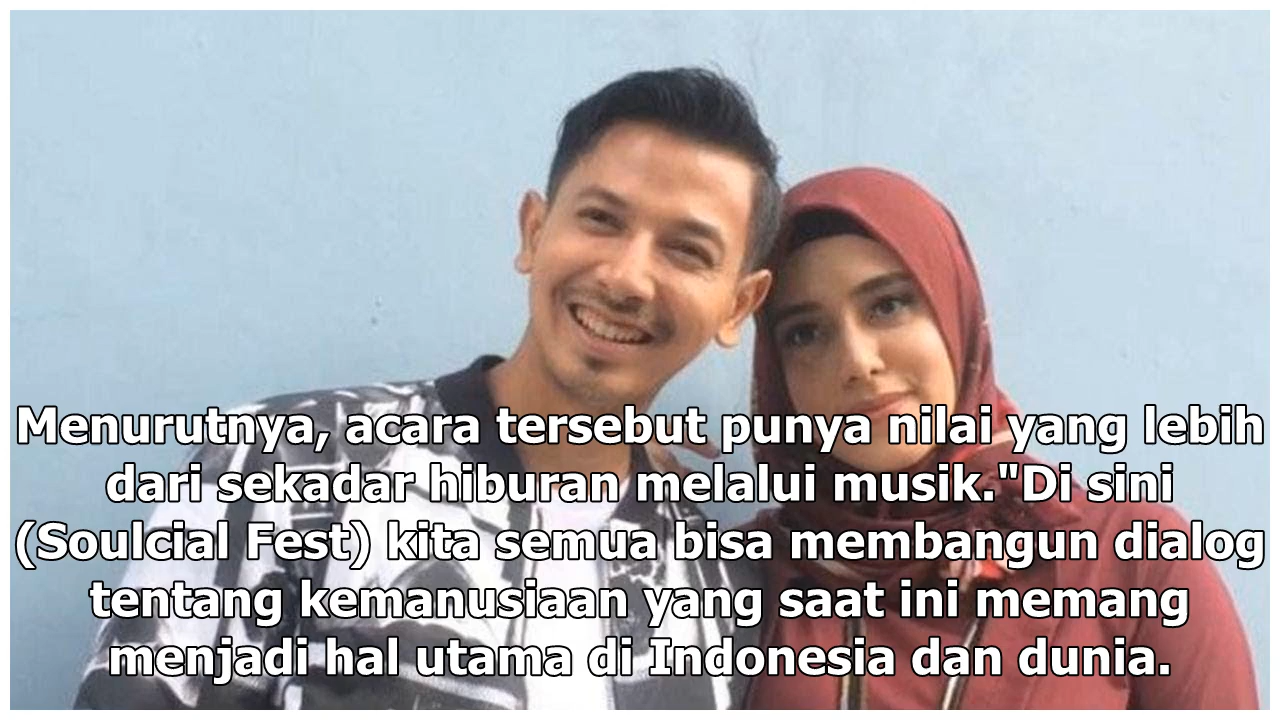 Menurutnya, acara tersebut punya nilai yang lebih
dari sekadar hiburan melalui musik."Di sini
(Soulcial Fest) kita semua bisa membangun dialog
tentang kemanusiaan yang saat ini memang
menjadi hal utama di Indonesia dan dunia.